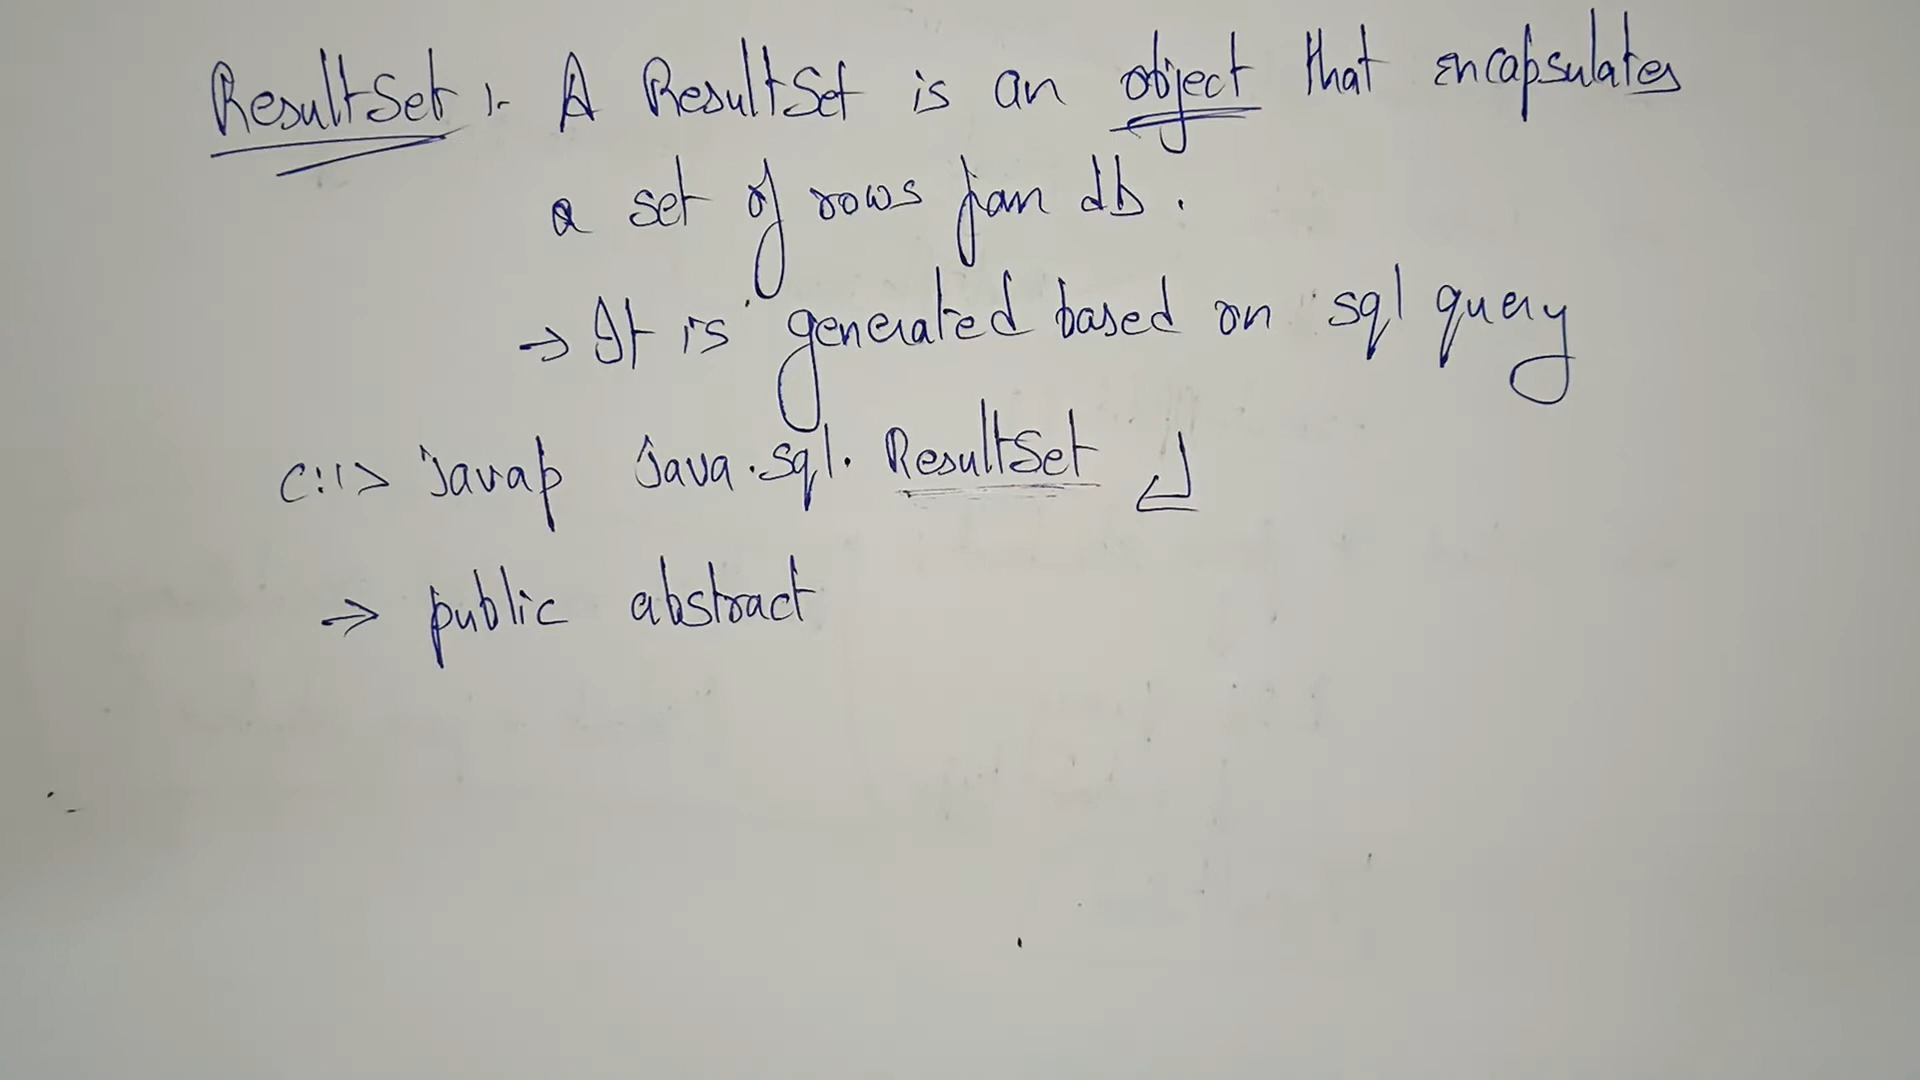 ResultSet :- A ResultSet is an object that encapsulates
a set of rows from db.
→ It is generated based on sql query
C:\> Javap java.sql.ResultSet ↲
→ public abstract